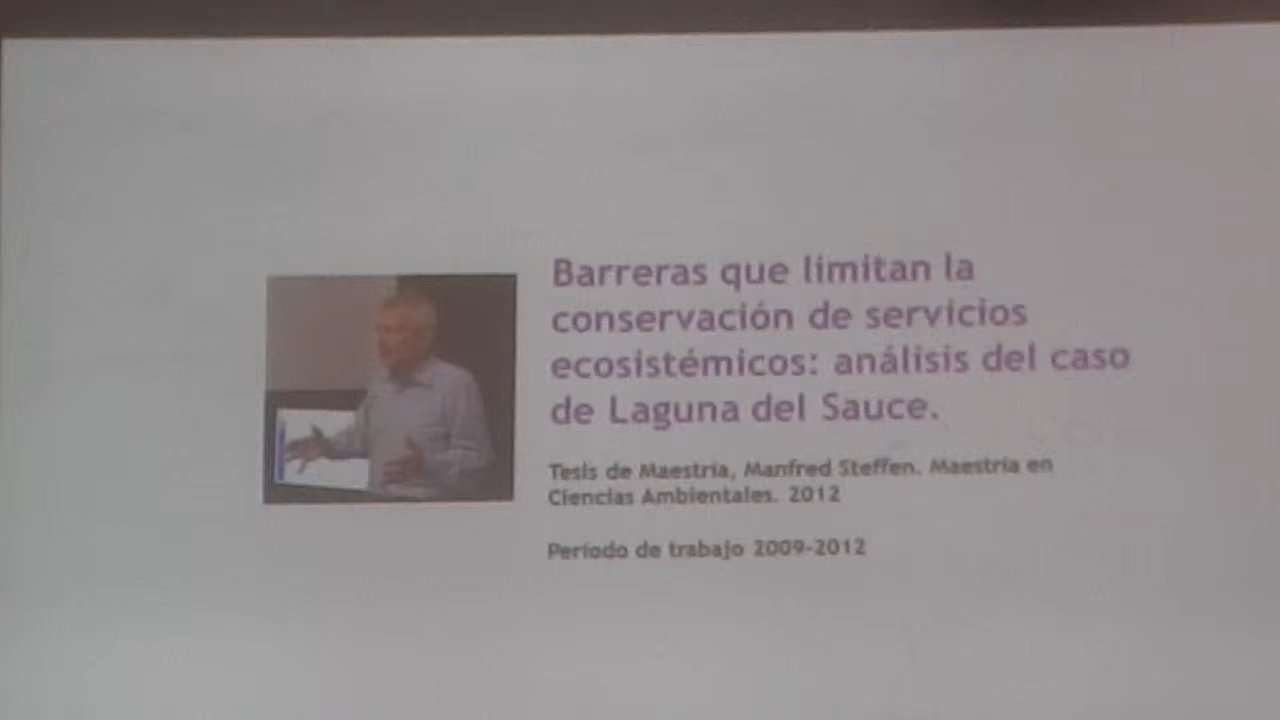 Barreras que limitan la
conservación de servicios
ecosistémicos: análisis del caso
de Laguna del Sauce.
Tesis de Maestría, Manfred Steffen. Maestría en
Ciencias Ambientales. 2012
Período de trabajo 2009-2012